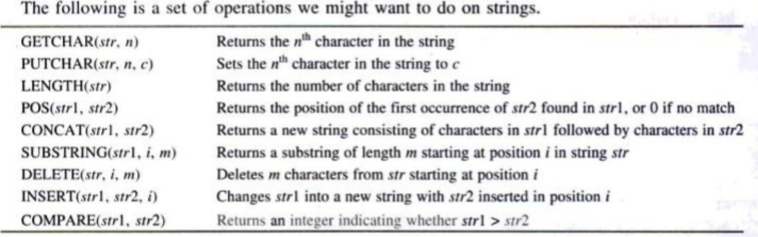 The following is a set of operations we might want to do on strings.
GETCHAR(str, n) Returns the nth character in the string
PUTCHAR(str, n, c) Sets the nth character in the string to c
LENGTH(str) Returns the number of characters in the string
POS(str1, str2) Returns the position of the first occurrence of str2 found in str1, or 0 if no match
CONCAT(str1, str2) Returns a new string consisting of characters in str1 followed by characters in str2
SUBSTRING(str1, i, m) Returns a substring of length m starting at position i in string str
DELETE(str, i, m) Deletes m characters from str starting at position i
INSERT(str1, str2, i) Changes str1 into a new string with str2 inserted in position i
COMPARE(str1, str2) Returns an integer indicating whether str1 > str2